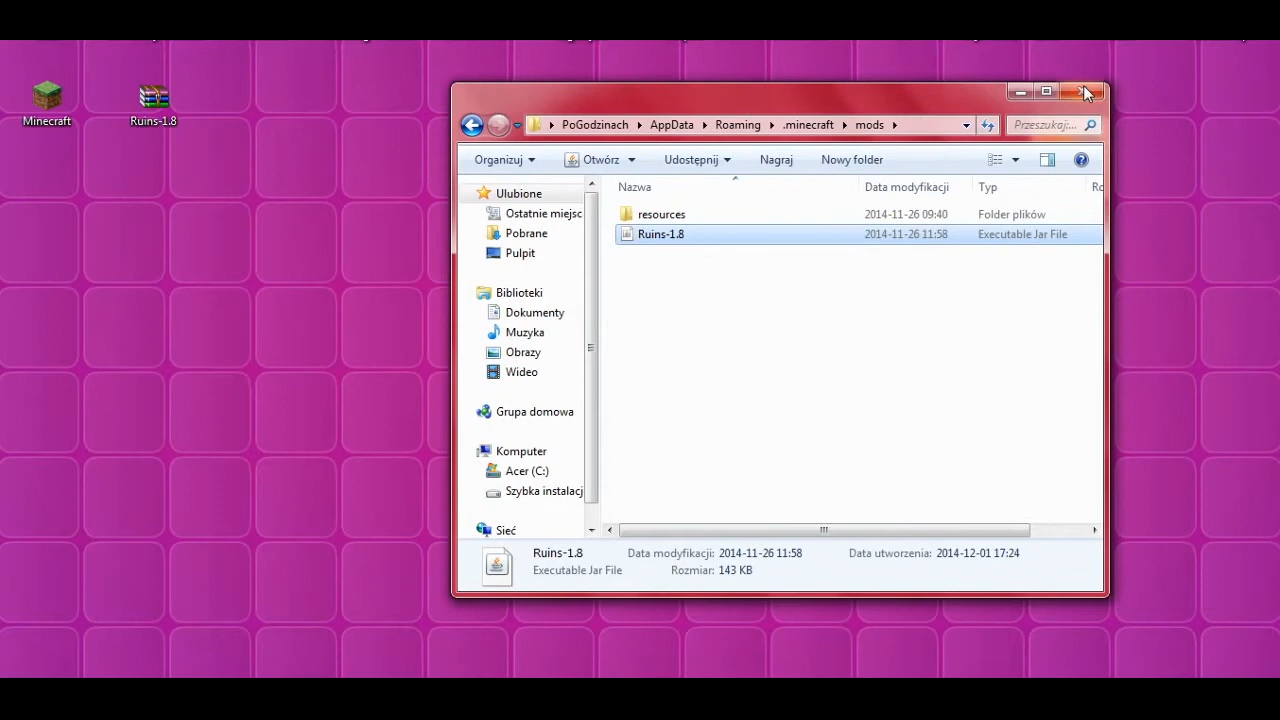 Minecraft
Ruins-1.8
PoGodzinach AppData Roaming .minecraft mods Przeszukaj:...
Organizuj Otwórz Udostępnij Nagraj Nowy folder
Nazwa Data modyfikacji Typ Ro
Ulubione
Ostatnie miejsc
Pobrane
Pulpit
Biblioteki
Dokumenty
Muzyka
Obrazy
Wideo
Grupa domowa
Komputer
Acer (C:)
Szybka instalacj
Sieć
resources 2014-11-26 09:40 Folder plików
Ruins-1.8 2014-11-26 11:58 Executable Jar File
Ruins-1.8 Data modyfikacji: 2014-11-26 11:58 Data utworzenia: 2014-12-01 17:24
Executable Jar File Rozmiar: 143 KB